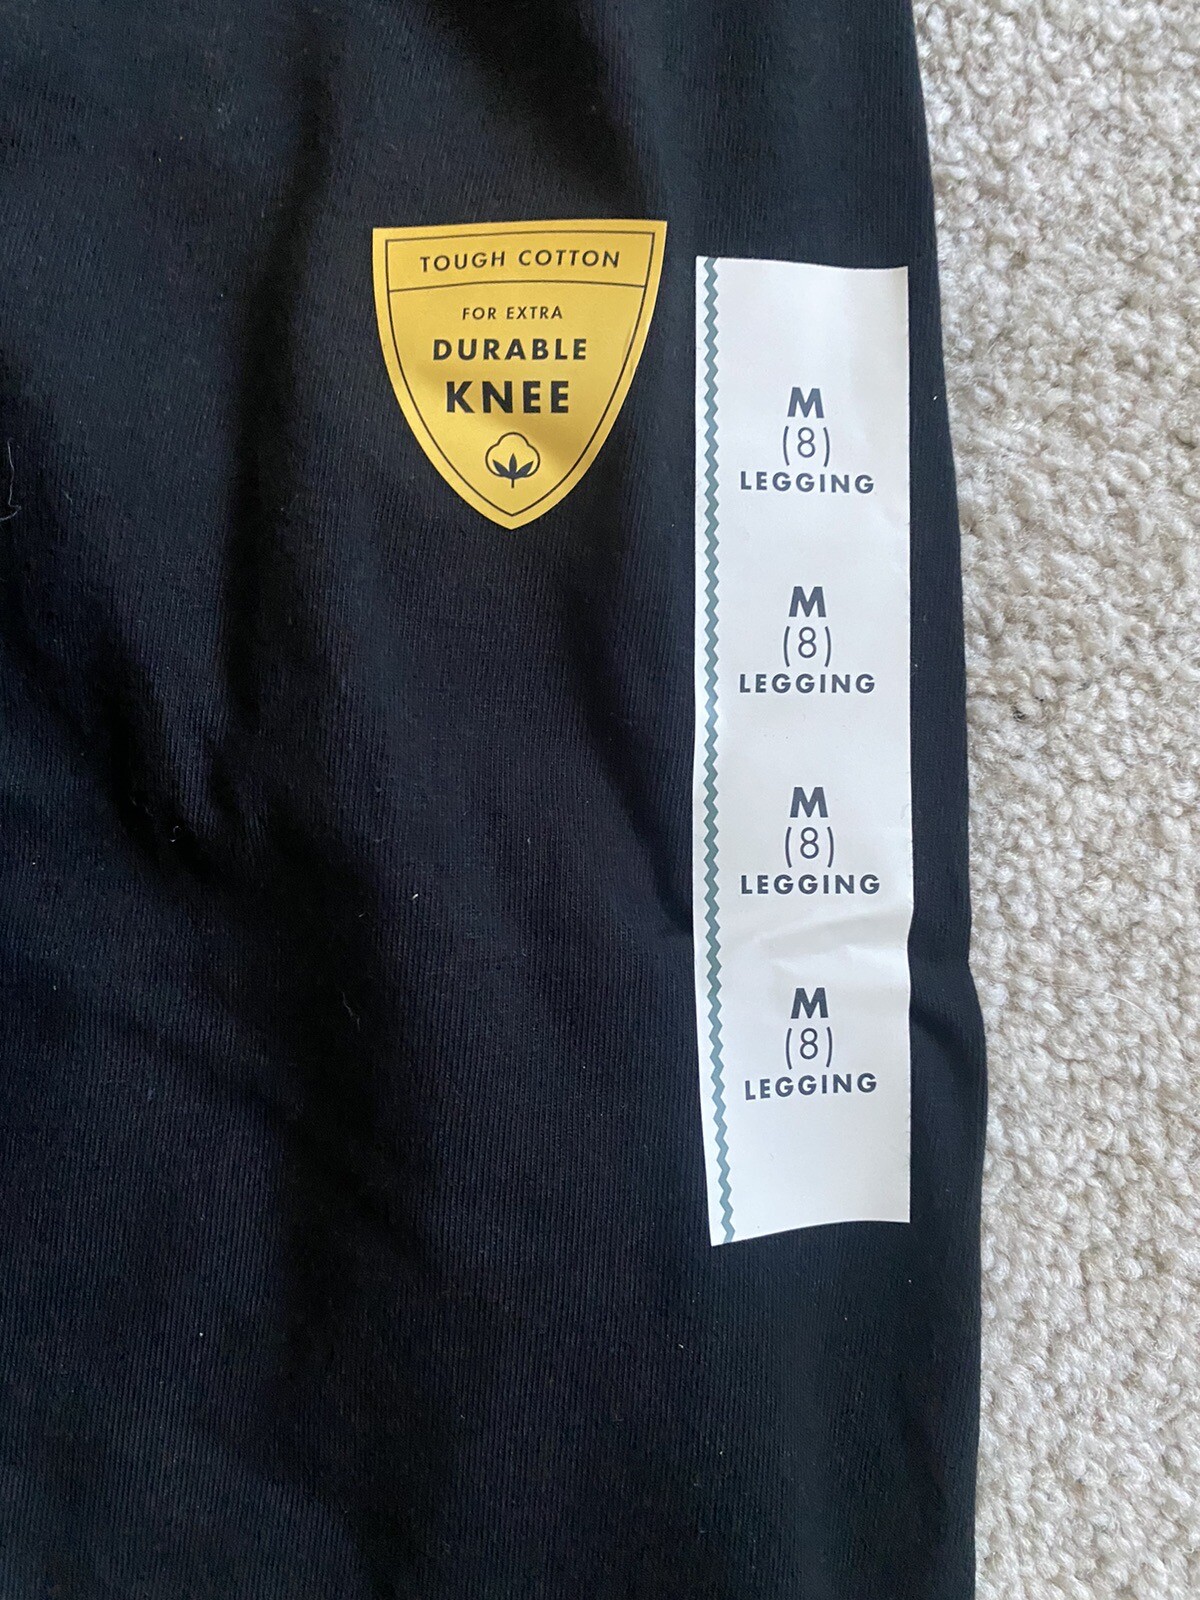 TOUGH COTTON
FOR EXTRA
DURABLE
KNEE
M
(8)
LEGGING
M
(8)
LEGGING
M
(8)
LEGGING
M
(8)
LEGGING